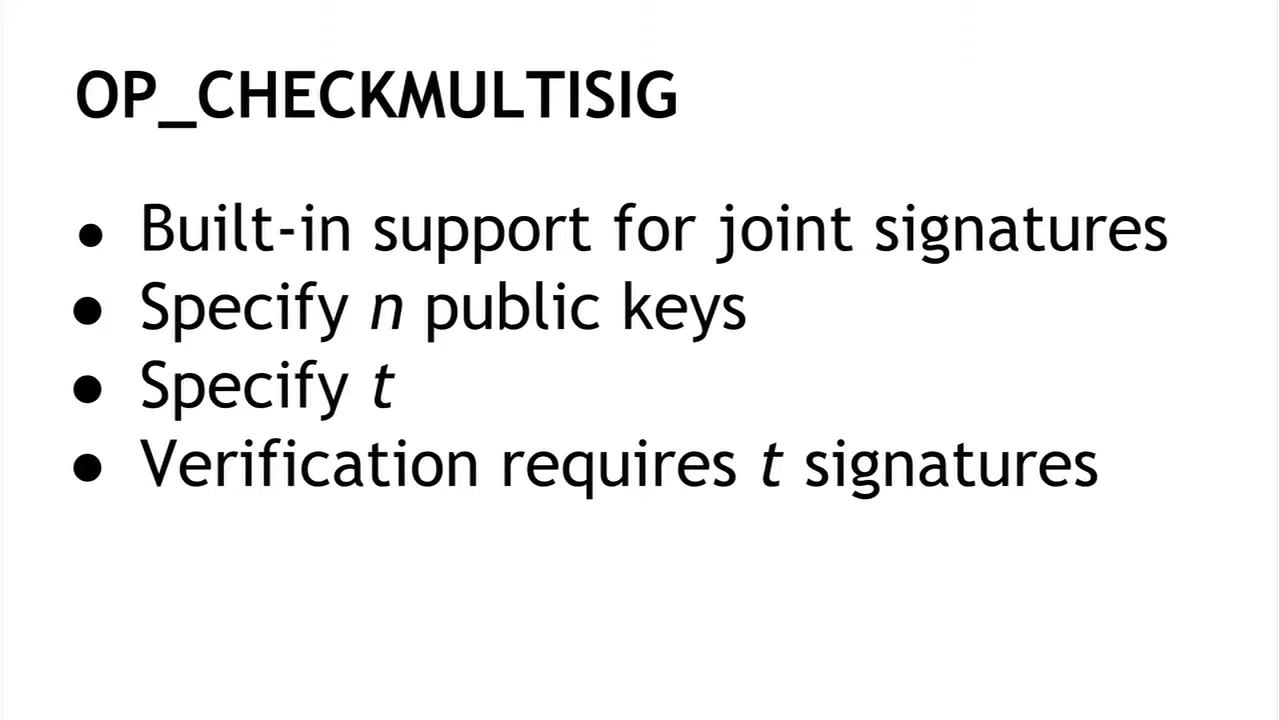 OP_CHECKMULTISIG
● Built-in support for joint signatures
● Specify n public keys
● Specify t
● Verification requires t signatures